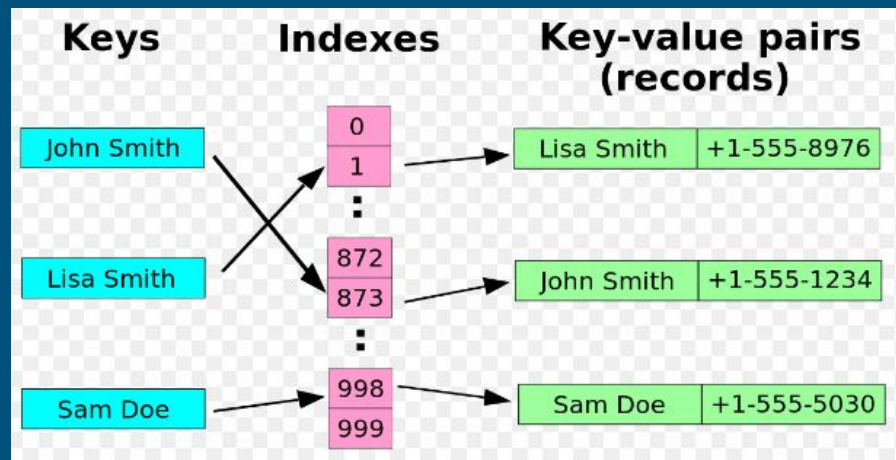 Keys
Indexes
Key-value pairs
(records)
John Smith
Lisa Smith
Sam Doe
0
1
:
872
873
:
998
999
Lisa Smith +1-555-8976
John Smith +1-555-1234
Sam Doe +1-555-5030